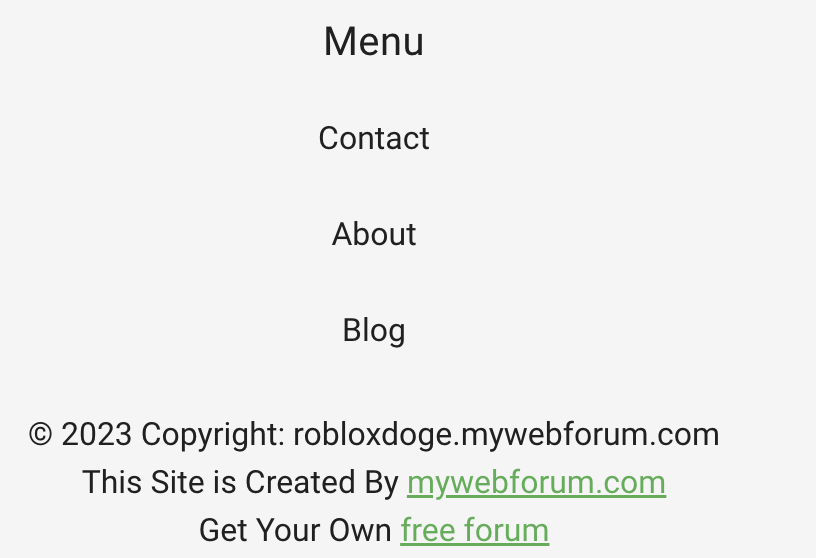 Menu
Contact
About
Blog
© 2023 Copyright: robloxdoge.mywebforum.com
This Site is Created By mywebforum.com
Get Your Own free forum